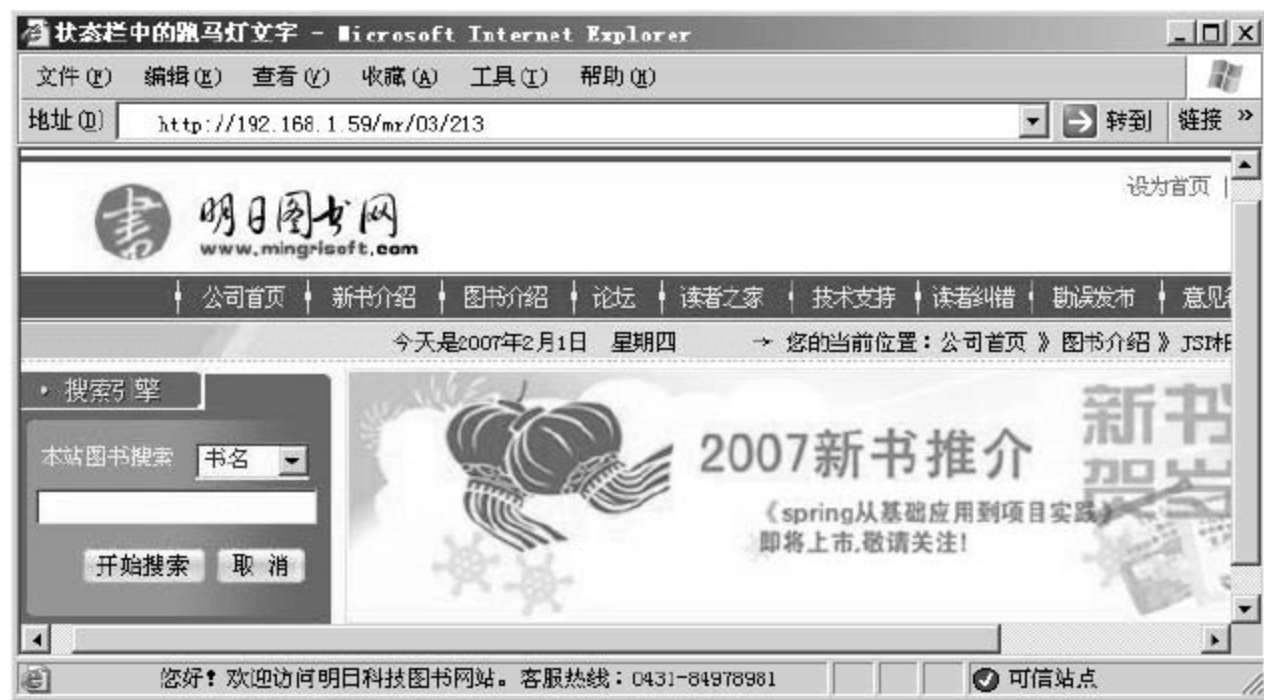 状态栏中的跑马灯文字 - Microsoft Internet Explorer
文件(F) 编辑(E) 查看(V) 收藏(A) 工具(T) 帮助(H)
地址(D) http://192.168.1.59/mr/03/213 转到 链接 »
设为首页 |
書 明日图书网
www.mingrisoft.com
公司首页 新书介绍 图书介绍 论坛 读者之家 技术支持 读者纠错 勘误发布 意见
今天是2007年2月1日 星期四 → 您的当前位置：公司首页 》 图书介绍 》 JSP
· 搜索引擎
本站图书搜索 书名
开始搜索 取 消
新书
贺岁
2007新书推介
《spring从基础应用到项目实践》
即将上市,敬请关注!
您好！欢迎访问明日科技图书网站。客服热线：0431-84978981 可信站点